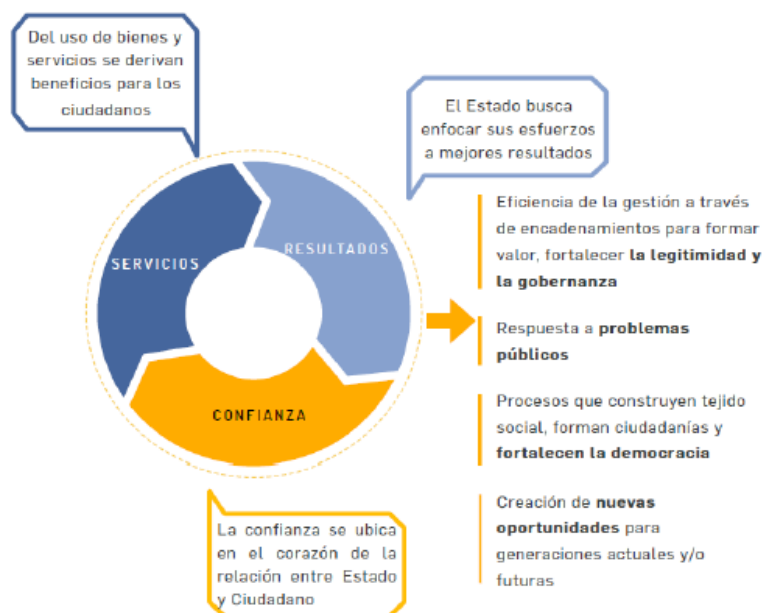 Del uso de bienes y
servicios se derivan
beneficios para los
ciudadanos
El Estado busca
enfocar sus esfuerzos
a mejores resultados
SERVICIOS
RESULTADOS
CONFIANZA
Eficiencia de la gestión a través
de encadenamientos para formar
valor, fortalecer la legitimidad y
la gobernanza
Respuesta a problemas
públicos
Procesos que construyen tejido
social, forman ciudadanías y
fortalecen la democracia
Creación de nuevas
oportunidades para
generaciones actuales y/o
futuras
La confianza se ubica
en el corazón de la
relación entre Estado
y Ciudadano